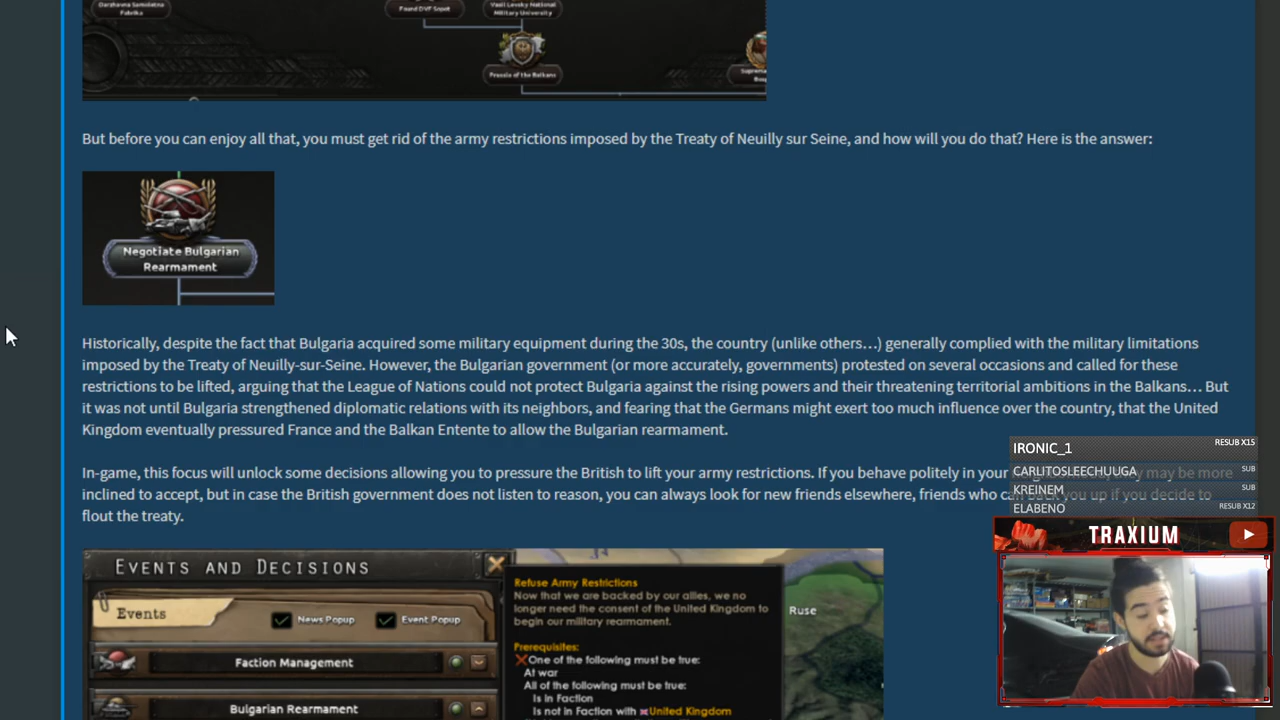 Darzhavna Samoletna
Fabrika
Found DVF Sopot
Vasil Levsky National
Military University
Prussia of the Balkans
But before you can enjoy all that, you must get rid of the army restrictions imposed by the Treaty of Neuilly sur Seine, and how will you do that? Here is the answer:
Negotiate Bulgarian
Rearmament
Historically, despite the fact that Bulgaria acquired some military equipment during the 30s, the country (unlike others…) generally complied with the military limitations
imposed by the Treaty of Neuilly-sur-Seine. However, the Bulgarian government (or more accurately, governments) protested on several occasions and called for these
restrictions to be lifted, arguing that the League of Nations could not protect Bulgaria against the rising powers and their threatening territorial ambitions in the Balkans… But
it was not until Bulgaria strengthened diplomatic relations with its neighbors, and fearing that the Germans might exert too much influence over the country, that the United
Kingdom eventually pressured France and the Balkan Entente to allow the Bulgarian rearmament.
In-game, this focus will unlock some decisions allowing you to pressure the British to lift your army restrictions. If you behave politely in your may be more
inclined to accept, but in case the British government does not listen to reason, you can always look for new friends elsewhere, friends who can back you up if you decide to
flout the treaty.
IRONIC_1 RESUB X15
CARLITOSLEECHUUGA SUB
KREINEM SUB
ELABENO RESUB X12
TRAXIUM
EVENTS AND DECISIONS
Events
News Popup
Event Popup
Faction Management
Bulgarian Rearmament
Refuse Army Restrictions
Now that we are backed by our allies, we no
longer need the consent of the United Kingdom to
begin our military rearmament.
Prerequisites:
One of the following must be true:
At war
All of the following must be true:
Is in Faction
Is not in Faction with United Kingdom
Ruse